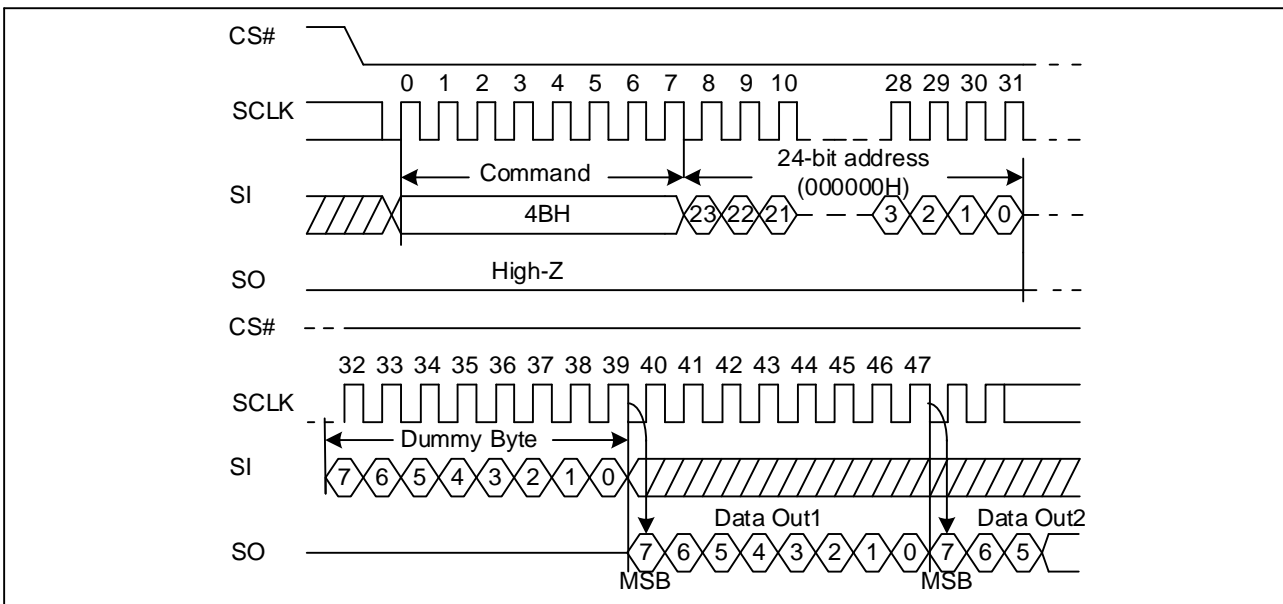 CS#
0 1 2 3 4 5 6 7 8 9 10 28 29 30 31
SCLK
Command
24-bit address
(000000H)
SI
4BH
23 22 21 3 2 1 0
High-Z
SO
CS#
32 33 34 35 36 37 38 39 40 41 42 43 44 45 46 47
SCLK
Dummy Byte
SI
7 6 5 4 3 2 1 0
Data Out1
Data Out2
SO
7 6 5 4 3 2 1 0 7 6 5
MSB
MSB